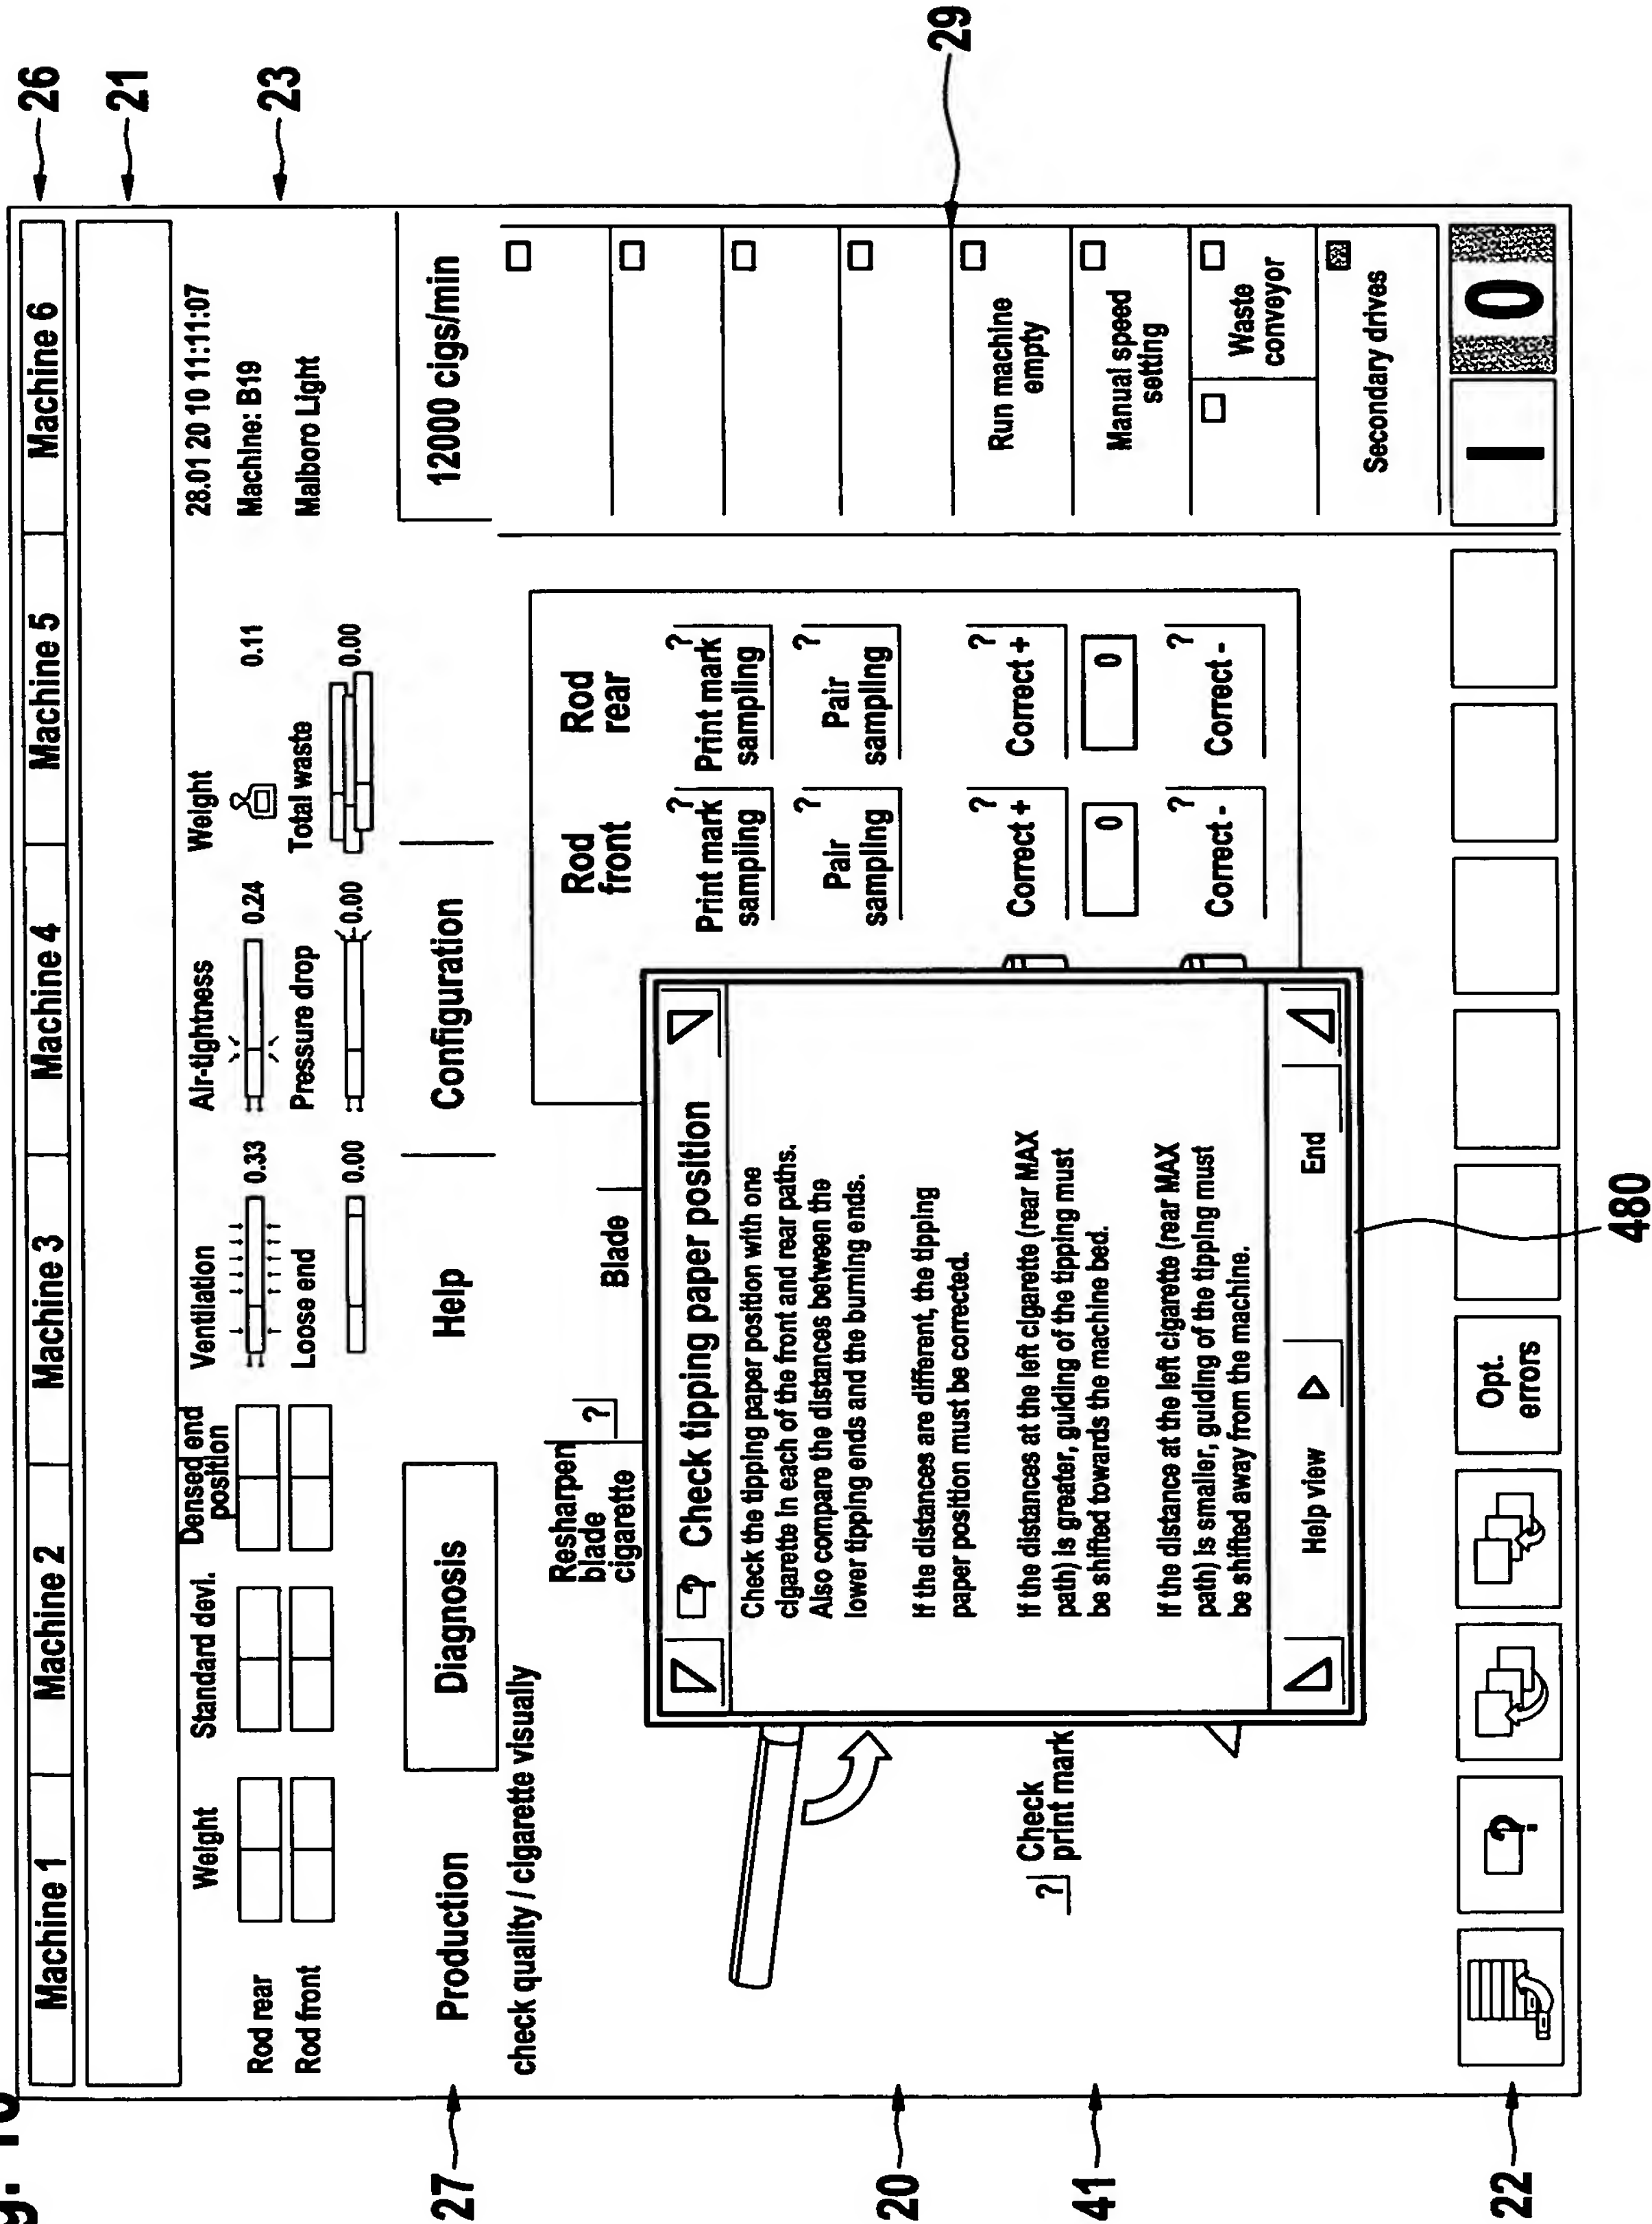 26
21
23
Machine 1
Machine 2
Machine 3
Machine 4
Machine 5
Machine 6
Weight
Standard devi.
Densed end
position
Rod rear
Rod front
Ventilation
0.33
Loose end
0.00
Air-tightness
0.24
Pressure drop
0.00
Weight
0.11
Total waste
0.00
28.01 20 10 11:11:07
Machine: B19
Malboro Light
27
Production
Diagnosis
Help
Configuration
12000 cigs/min
check quality / cigarette visually
Resharpen
blade
cigarette
?
Blade
? Check tipping paper position
Check the tipping paper position with one
cigarette in each of the front and rear paths.
Also compare the distances between the
lower tipping ends and the burning ends.
If the distances are different, the tipping
paper position must be corrected.
If the distances at the left cigarette (rear MAX
path) is greater, guiding of the tipping must
be shifted towards the machine bed.
If the distance at the left cigarette (rear MAX
path) is smaller, guiding of the tipping must
be shifted away from the machine.
Help view
End
? Check
print mark
Rod
front
Rod
rear
?
Print mark
sampling
?
Print mark
sampling
?
Pair
sampling
?
Pair
sampling
?
Correct +
?
Correct +
0
0
?
Correct -
?
Correct -
29
Run machine
empty
Manual speed
setting
Waste
conveyor
Secondary drives
20
41
22
?
Opt.
errors
I
0
480